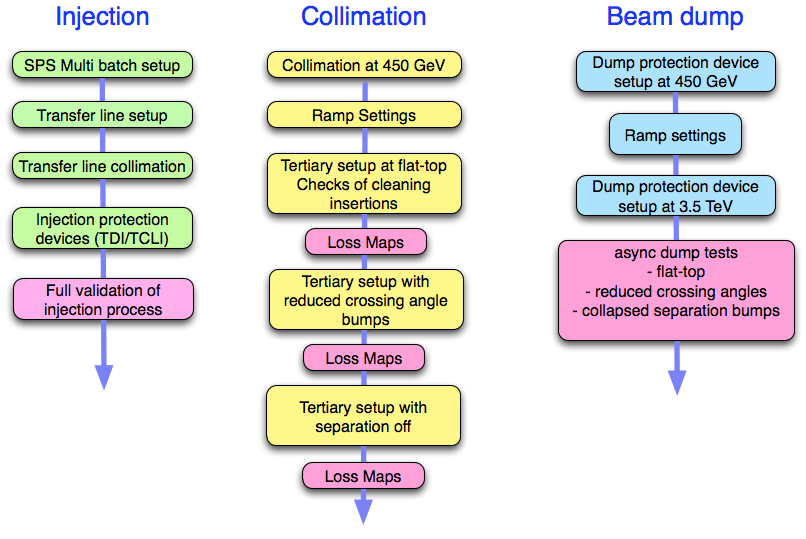 Injection
SPS Multi batch setup
Transfer line setup
Transfer line collimation
Injection protection
devices (TDI/TCLI)
Full validation of
injection process
Collimation
Collimation at 450 GeV
Ramp Settings
Tertiary setup at flat-top
Checks of cleaning
insertions
Loss Maps
Tertiary setup with
reduced crossing angle
bumps
Loss Maps
Tertiary setup with
separation off
Loss Maps
Beam dump
Dump protection device
setup at 450 GeV
Ramp settings
Dump protection device
setup at 3.5 TeV
async dump tests
- flat-top
- reduced crossing angles
- collapsed separation bumps